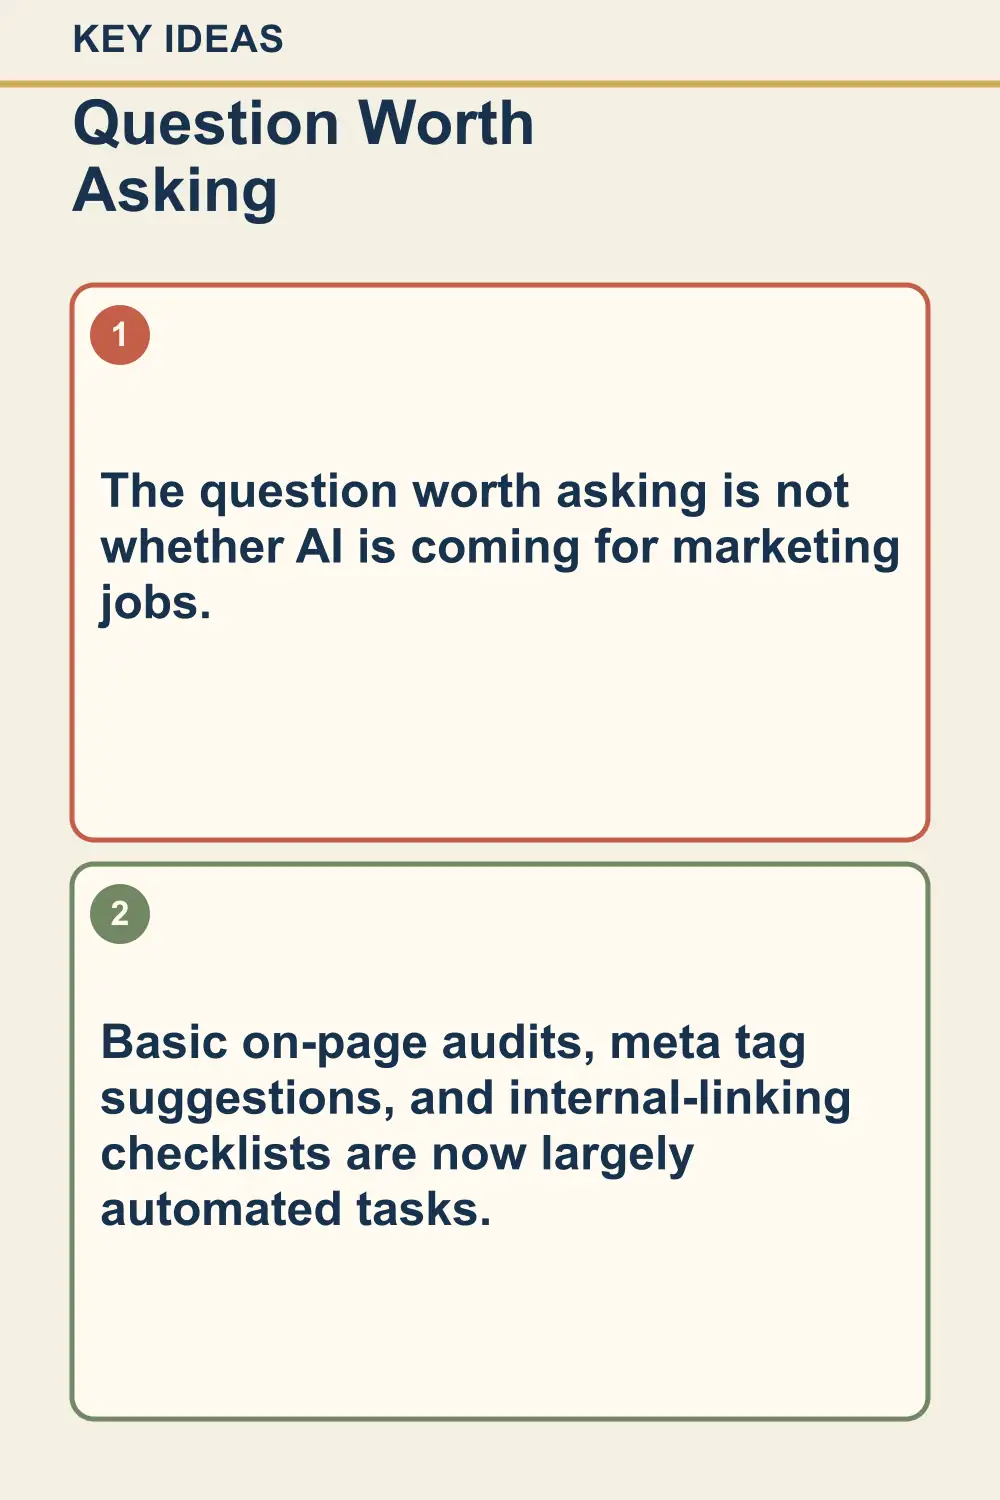 KEY IDEAS
Question Worth
Asking
1
The question worth asking is not
whether AI is coming for marketing
jobs.
2
Basic on-page audits, meta tag
suggestions, and internal-linking
checklists are now largely
automated tasks.